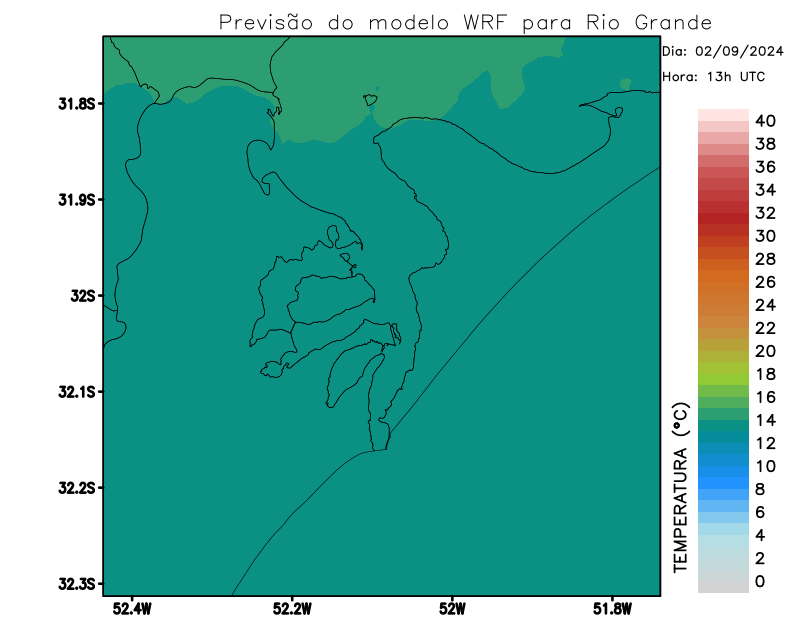 Previsão do modelo WRF para Rio Grande
Dia: 02/09/2024
Hora: 13h UTC
31.8S
31.9S
32S
32.1S
32.2S
32.3S
52.4W
52.2W
52W
51.8W
TEMPERATURA (°C)
40
38
36
34
32
30
28
26
24
22
20
18
16
14
12
10
8
6
4
2
0